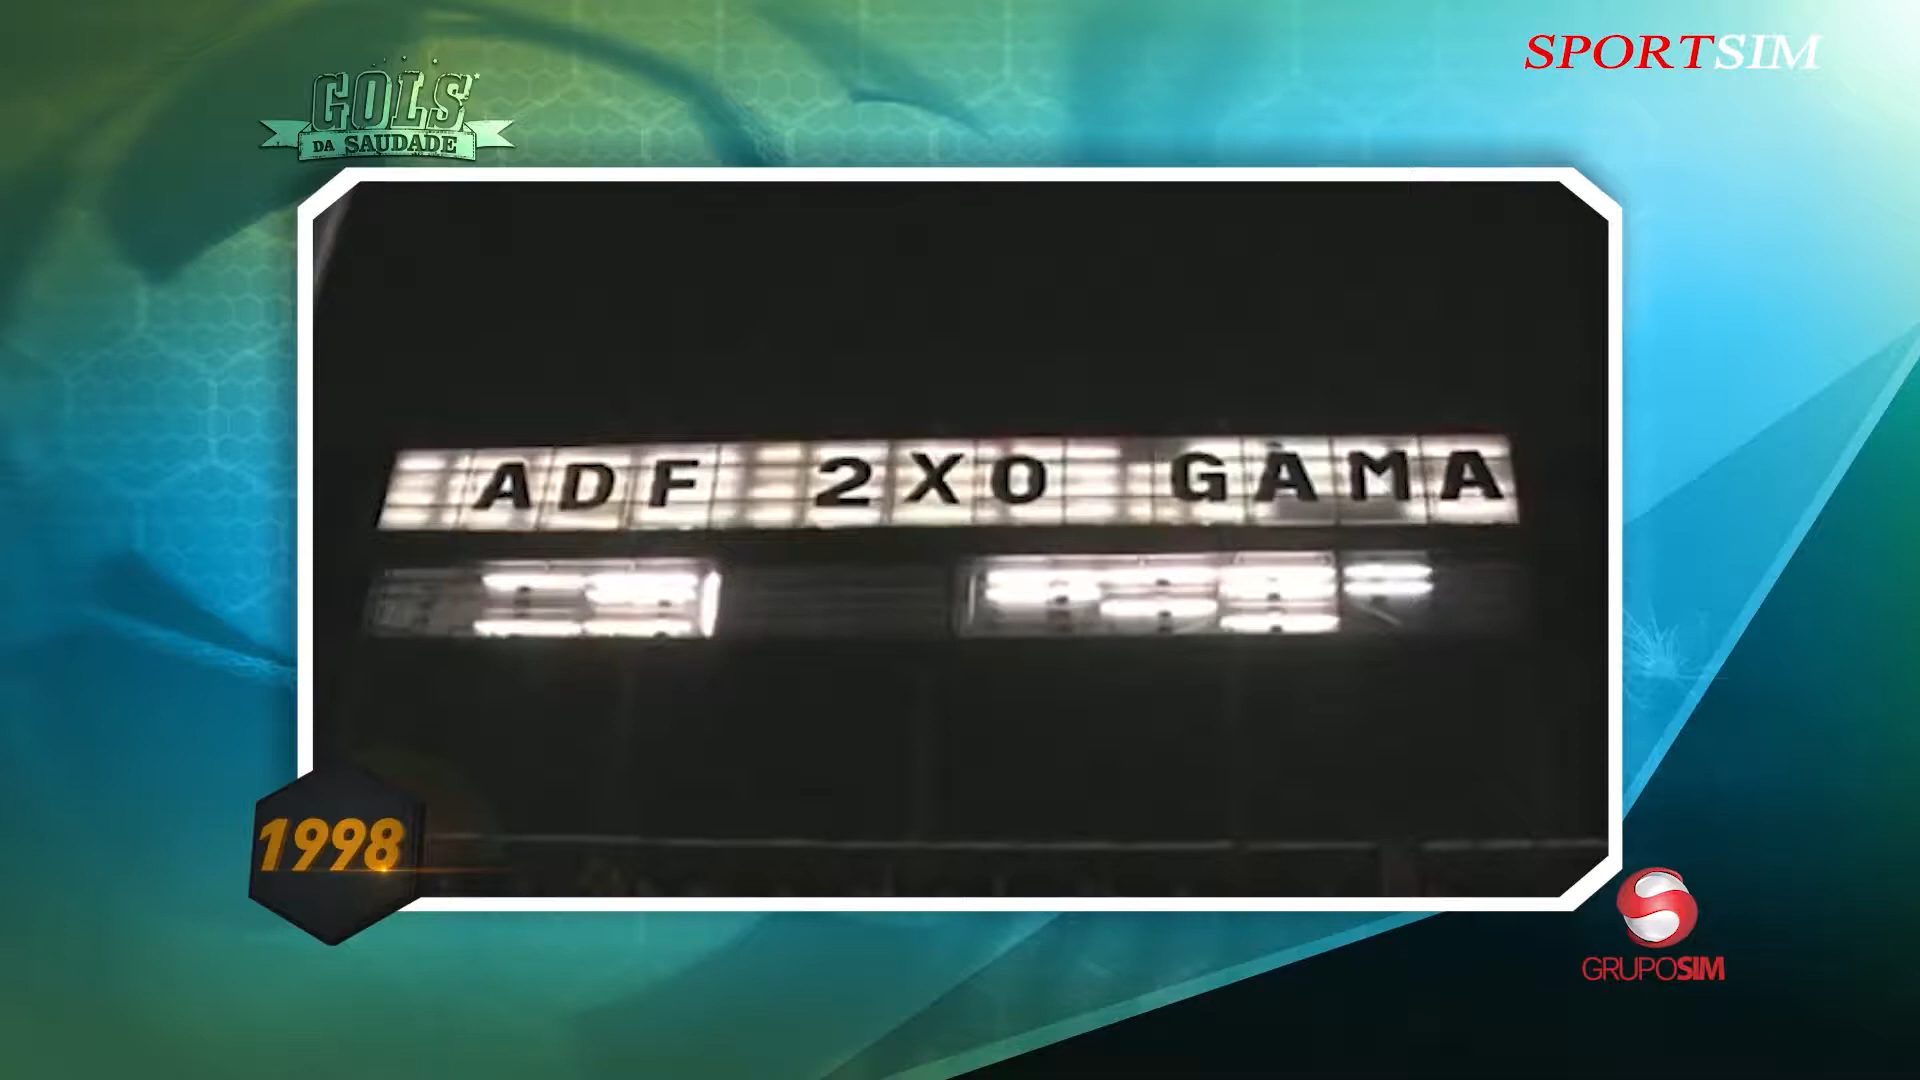 SPORTSIM
GOLS
DA SAUDADE
ADF 2X0 GAMA
1998
GRUPOSIM